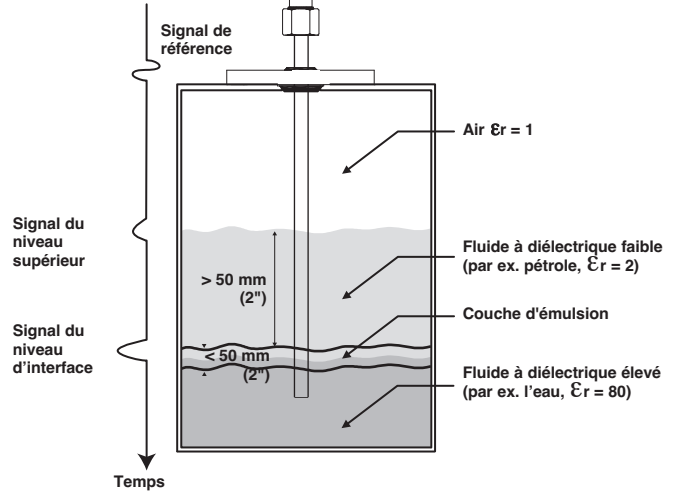 Signal de
référence
Air εr = 1
Signal du
niveau
supérieur
Fluide à diélectrique faible
(par ex. pétrole, εr = 2)
> 50 mm
(2")
Couche d'émulsion
Signal du
niveau
d’interface
< 50 mm
(2")
Fluide à diélectrique élevé
(par ex. l’eau, εr = 80)
Temps